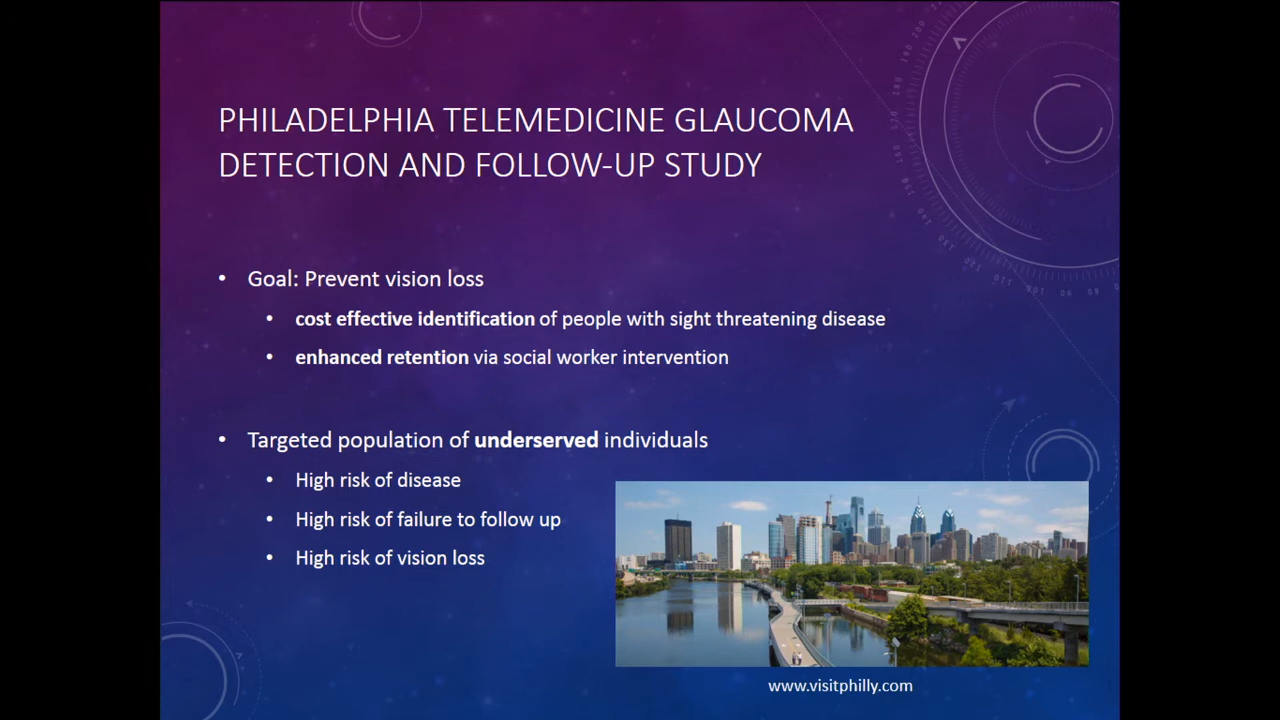 PHILADELPHIA TELEMEDICINE GLAUCOMA
DETECTION AND FOLLOW-UP STUDY
• Goal: Prevent vision loss
• cost effective identification of people with sight threatening disease
• enhanced retention via social worker intervention
• Targeted population of underserved individuals
• High risk of disease
• High risk of failure to follow up
• High risk of vision loss
www.visitphilly.com